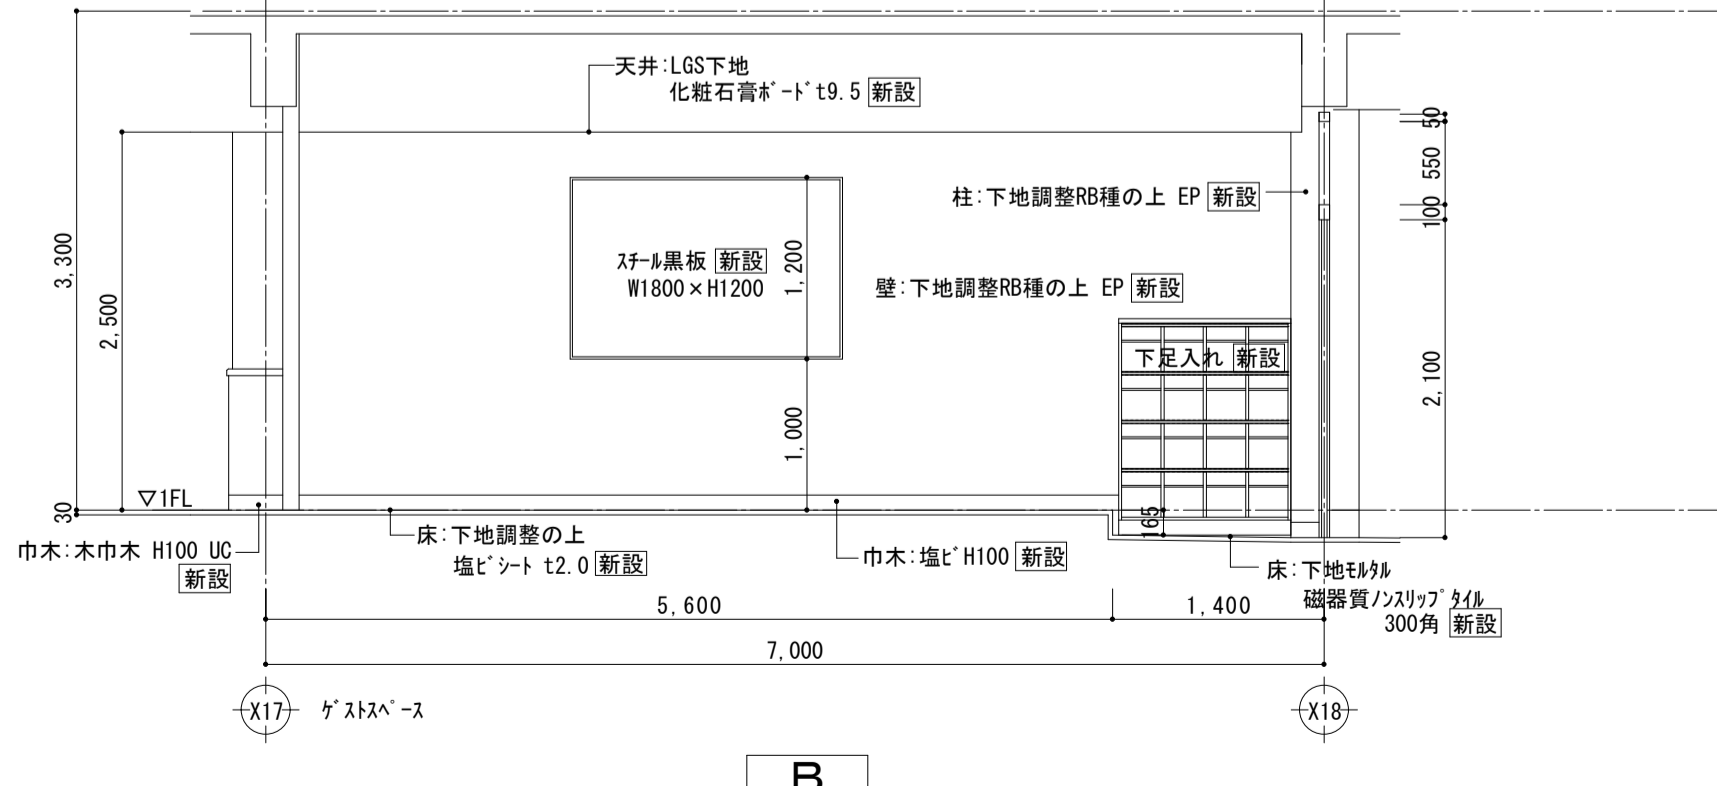 天井:LGS下地
化粧石膏ﾎﾞｰﾄﾞt9.5 新設
50
550
柱:下地調整RB種の上 EP 新設
100
3,300
ｽﾁｰﾙ黒板 新設
W1800×H1200
1,200
壁:下地調整RB種の上 EP 新設
2,500
下足入れ 新設
2,100
1,000
▽1FL
30
165
巾木:木巾木 H100 UC
新設
床:下地調整の上
塩ﾋﾞｼｰﾄ t2.0 新設
巾木:塩ﾋﾞH100 新設
床:下地ﾓﾙﾀﾙ
磁器質ﾉﾝｽﾘｯﾌﾟﾀｲﾙ
300角 新設
5,600
1,400
7,000
X17
ｹﾞｽﾄｽﾍﾟｰｽ
X18
B